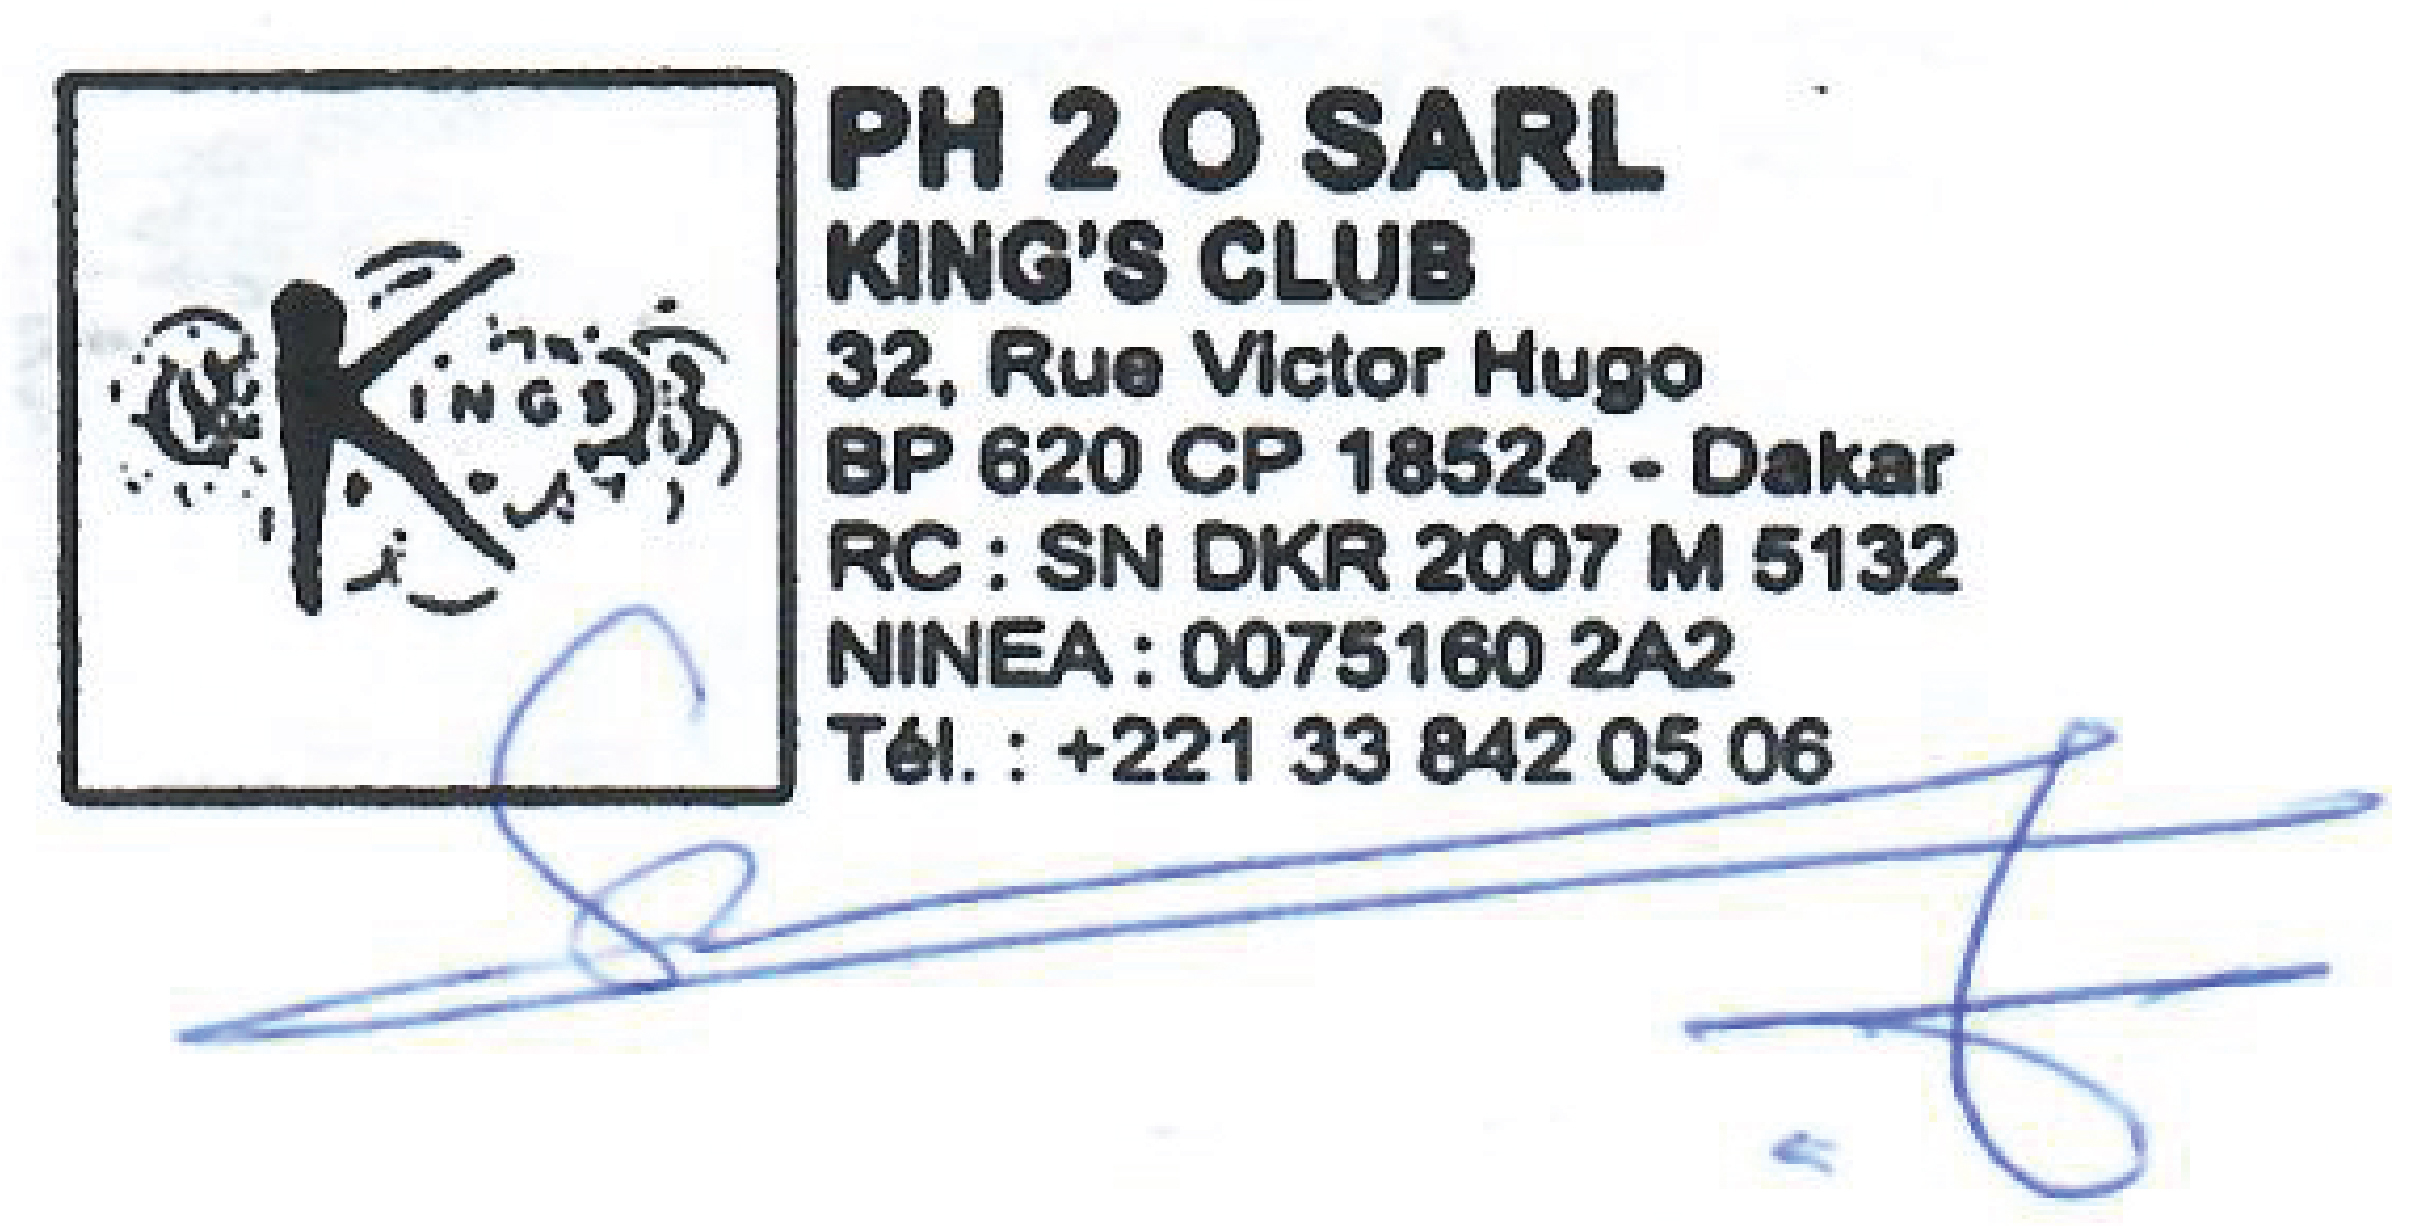 KINGS
PH 2 O SARL
KING'S CLUB
32, Rue Victor Hugo
BP 620 CP 18524 - Dakar
RC : SN DKR 2007 M 5132
NINEA : 0075160 2A2
Tél. : +221 33 842 05 06